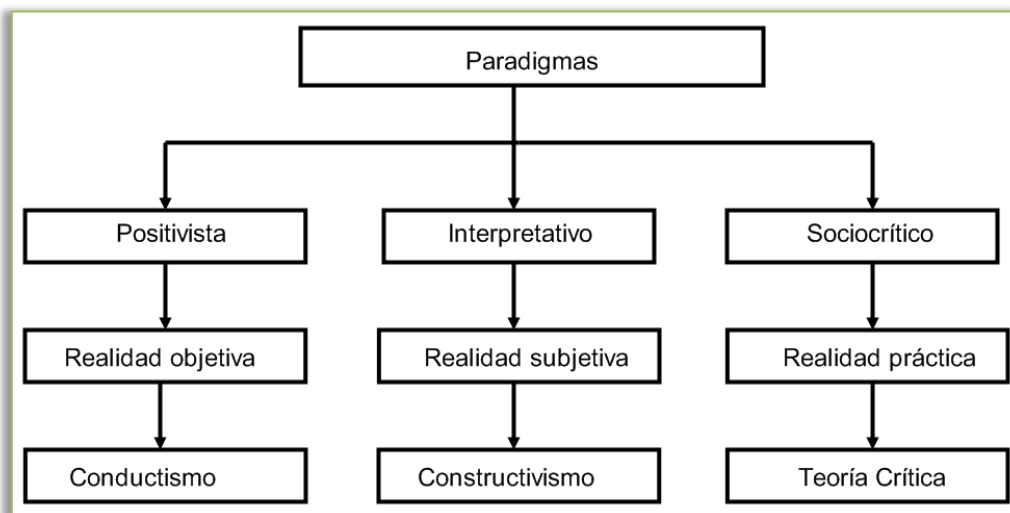 Paradigmas
Positivista
Interpretativo
Sociocrítico
Realidad objetiva
Realidad subjetiva
Realidad práctica
Conductismo
Constructivismo
Teoría Crítica